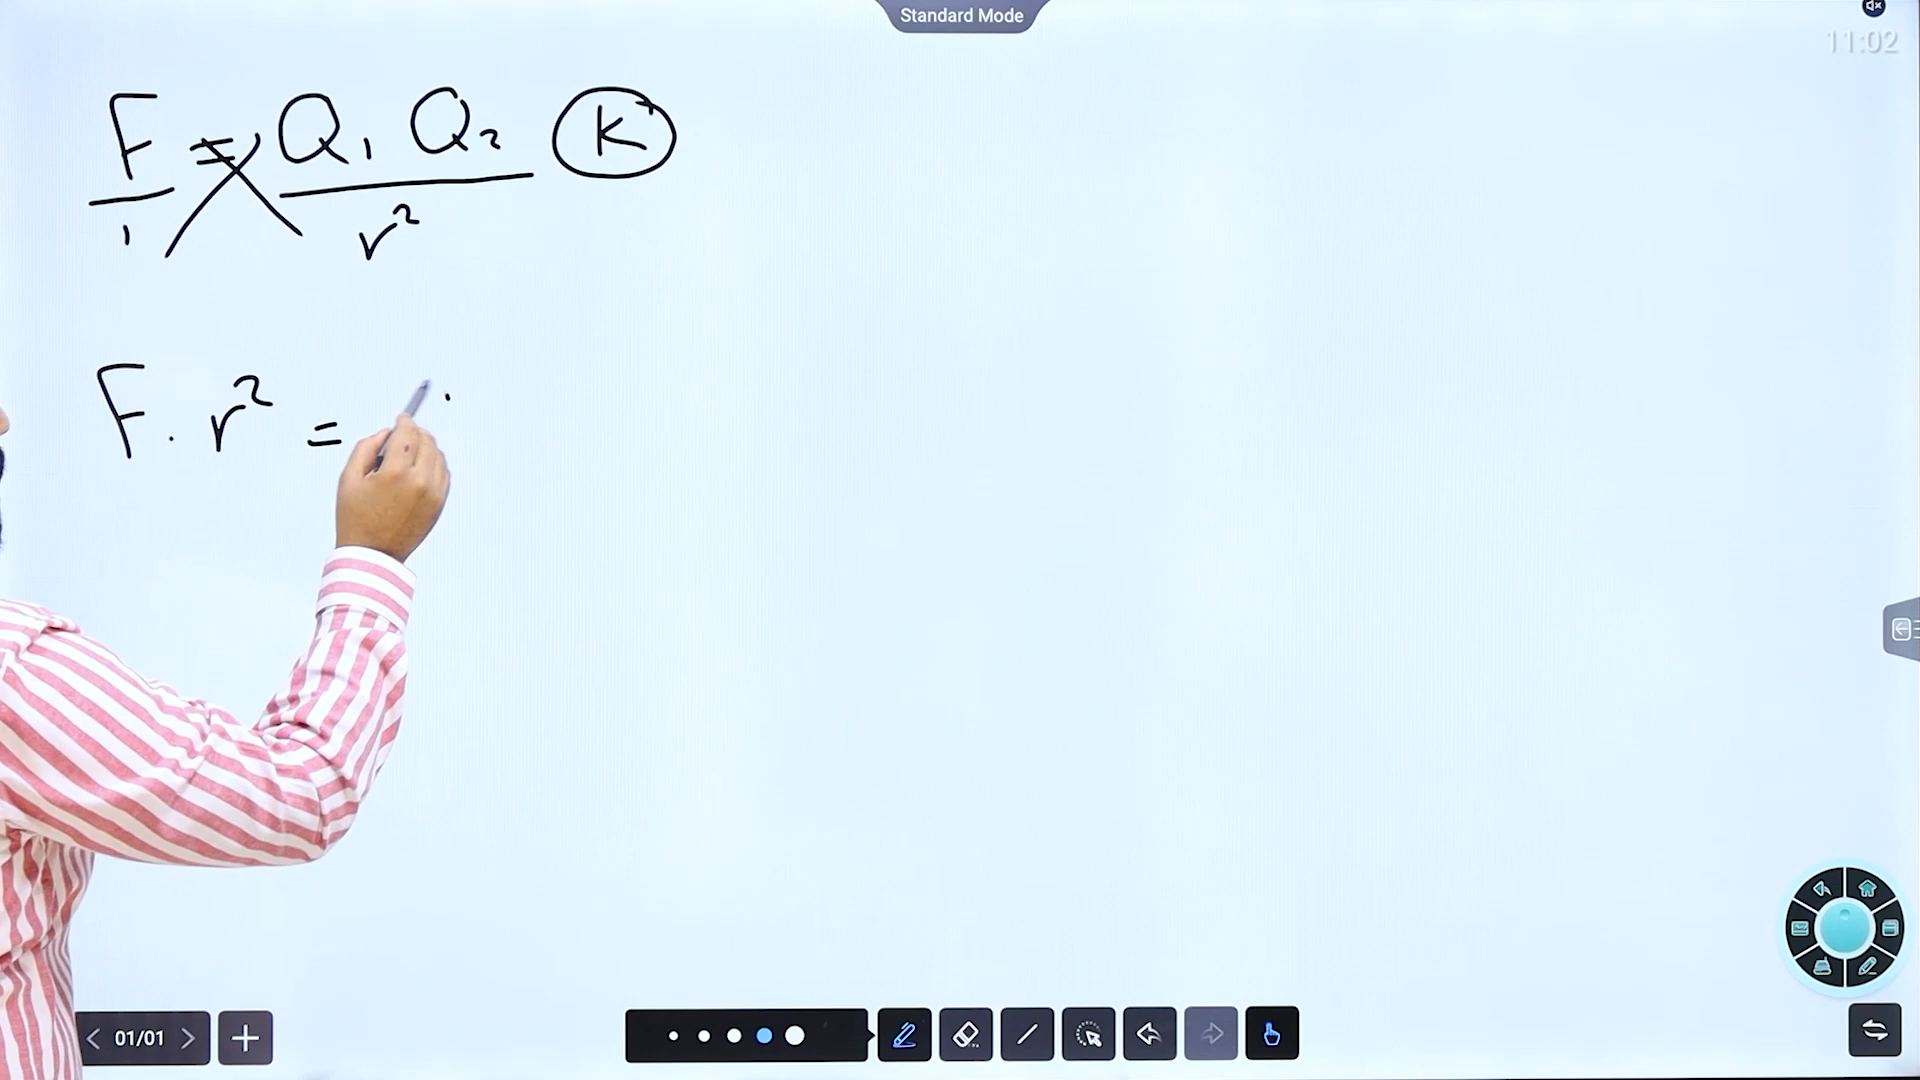 Standard Mode
11:02
F/1 = Q₁ Q₂/r² K
F . r² =
01/01